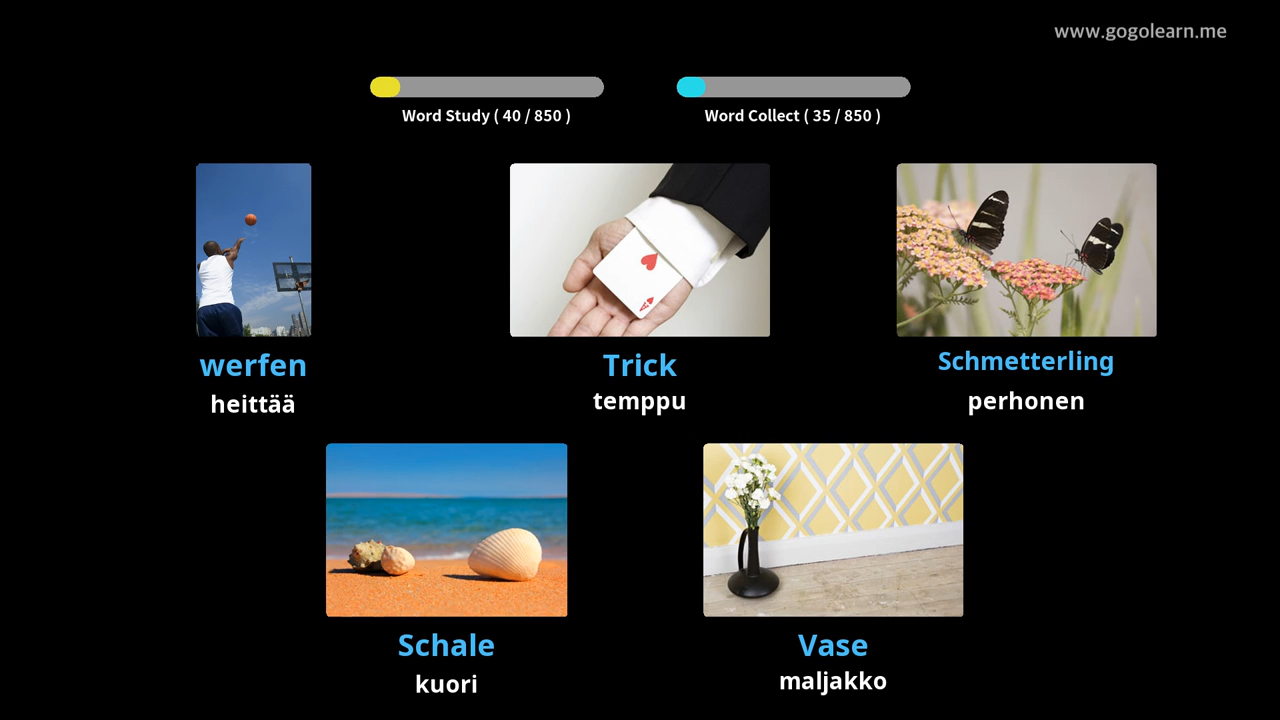 www.gogolearn.me
Word Study ( 40 / 850 )
Word Collect ( 35 / 850 )
werfen
heittää
Trick
temppu
Schmetterling
perhonen
Schale
kuori
Vase
maljakko